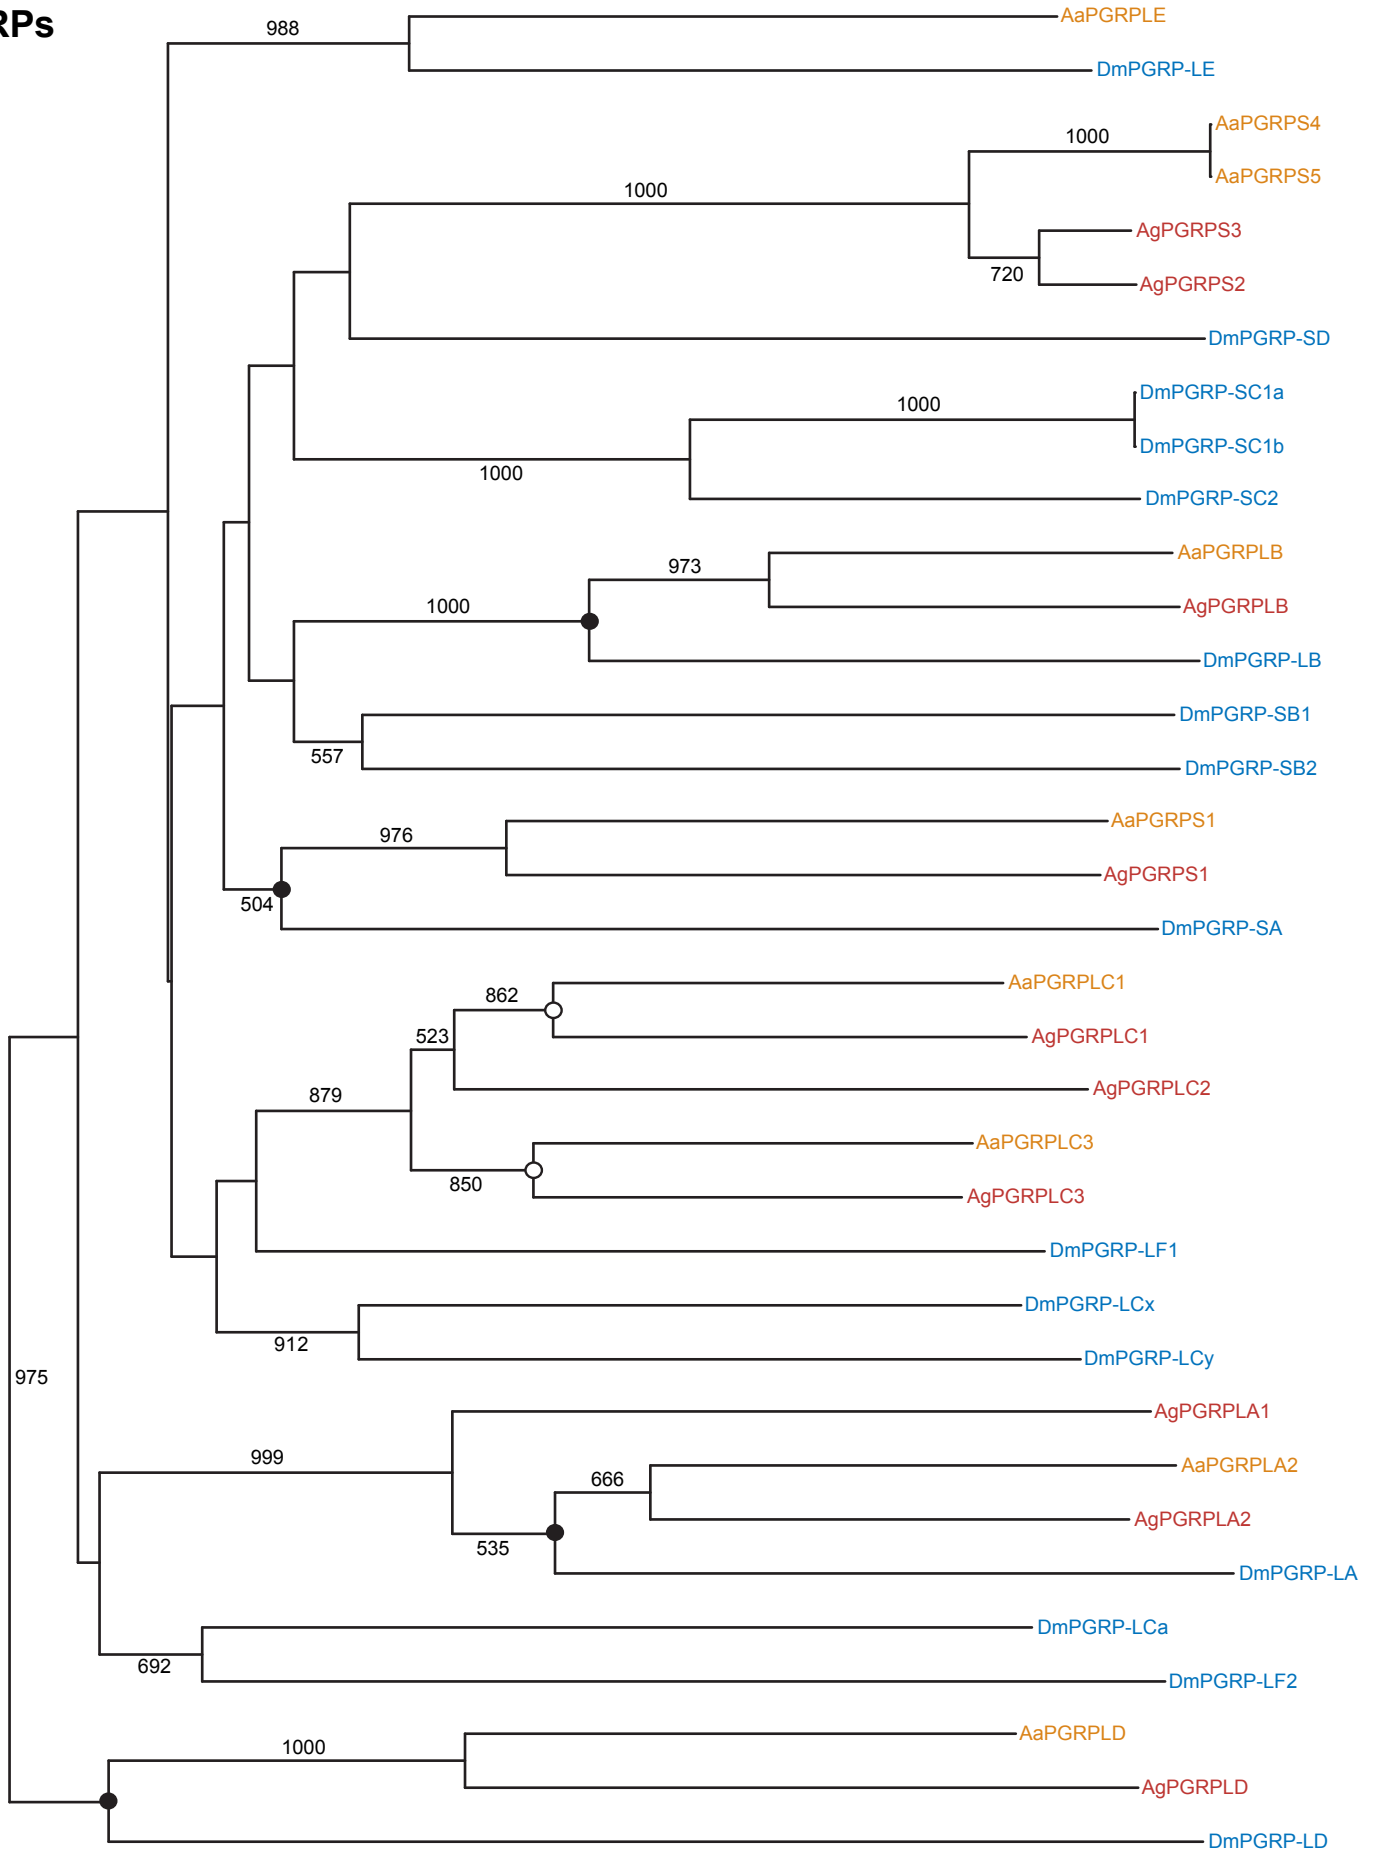 RPs
988
AaPGRPLE
DmPGRP-LE
AaPGRPS4
1000
AaPGRPS5
1000
AgPGRPS3
720
AgPGRPS2
DmPGRP-SD
DmPGRP-SC1a
1000
DmPGRP-SC1b
1000
DmPGRP-SC2
AaPGRPLB
973
1000
AgPGRPLB
DmPGRP-LB
DmPGRP-SB1
557
DmPGRP-SB2
AaPGRPS1
976
AgPGRPS1
504
DmPGRP-SA
AaPGRPLC1
862
523
AgPGRPLC1
AgPGRPLC2
879
AaPGRPLC3
850
AgPGRPLC3
DmPGRP-LF1
DmPGRP-LCx
912
DmPGRP-LCy
975
AgPGRPLA1
999
AaPGRPLA2
666
AgPGRPLA2
535
DmPGRP-LA
DmPGRP-LCa
692
DmPGRP-LF2
AaPGRPLD
1000
AgPGRPLD
DmPGRP-LD